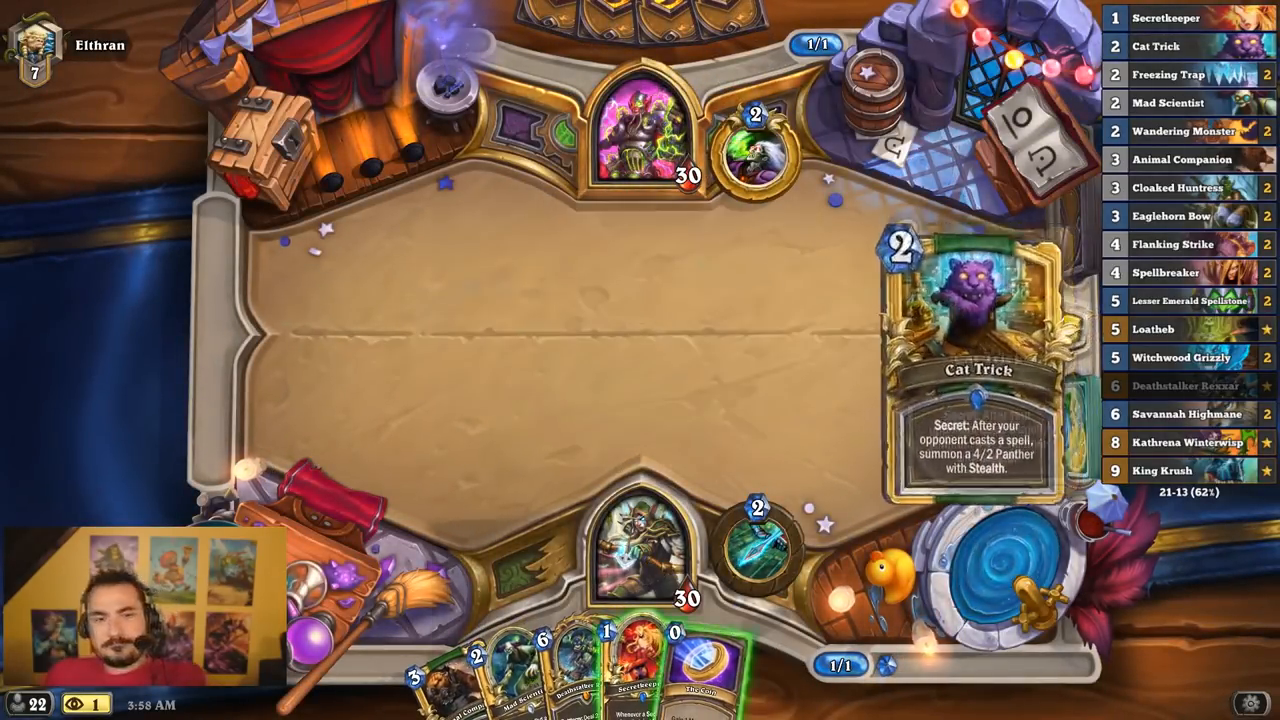 Elthran
7
1/1
2
30
2
Cat Trick
Secret: After your
opponent casts a spell,
summon a 4/2 Panther
with Stealth.
2
30
1/1
3
2
Mad Scienti
6
Deathstalker
1
Secretkeep
0
The Coin
1 Secretkeeper
2 Cat Trick
2 Freezing Trap 2
2 Mad Scientist
2 Wandering Monster 2
3 Animal Companion
3 Cloaked Huntress 2
3 Eaglehorn Bow 2
4 Flanking Strike 2
4 Spellbreaker 2
5 Lesser Emerald Spellstone 2
5 Loatheb
5 Witchwood Grizzly 2
6 Deathstalker Rexxar
6 Savannah Highmane 2
8 Kathrena Winterwisp
9 King Krush
21-13 (62%)
22
1
3:58 AM